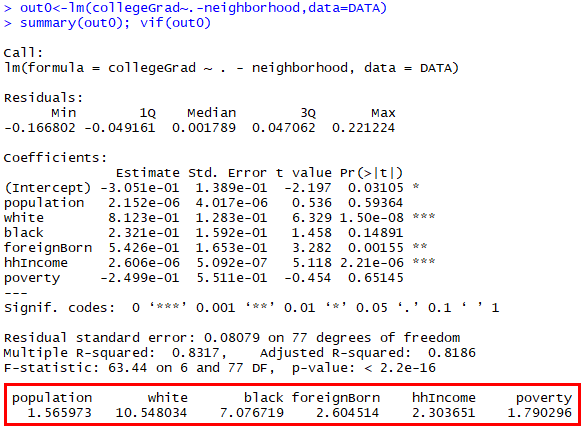 > out0<-lm(collegeGrad~.-neighborhood,data=DATA)
> summary(out0); vif(out0)
Call:
lm(formula = collegeGrad ~ . - neighborhood, data = DATA)
Residuals:
      Min        1Q    Median        3Q       Max
-0.166802 -0.049161  0.001789  0.047062  0.221224
Coefficients:
              Estimate Std. Error t value Pr(>|t|)
(Intercept) -3.051e-01  1.389e-01  -2.197  0.03105 *
population   2.152e-06  4.017e-06   0.536  0.59364
white        8.123e-01  1.283e-01   6.329 1.50e-08 ***
black        2.321e-01  1.592e-01   1.458  0.14891
foreignBorn  5.426e-01  1.653e-01   3.282  0.00155 **
hhIncome     2.606e-06  5.092e-07   5.118 2.21e-06 ***
poverty     -2.499e-01  5.511e-01  -0.454  0.65145
---
Signif. codes:  0 ‘***’ 0.001 ‘**’ 0.01 ‘*’ 0.05 ‘.’ 0.1 ‘ ’ 1
Residual standard error: 0.08079 on 77 degrees of freedom
Multiple R-squared:  0.8317,    Adjusted R-squared:  0.8186
F-statistic: 63.44 on 6 and 77 DF,  p-value: < 2.2e-16
 population       white       black foreignBorn    hhIncome     poverty
   1.565973   10.548034    7.076719    2.604514    2.303651    1.790296